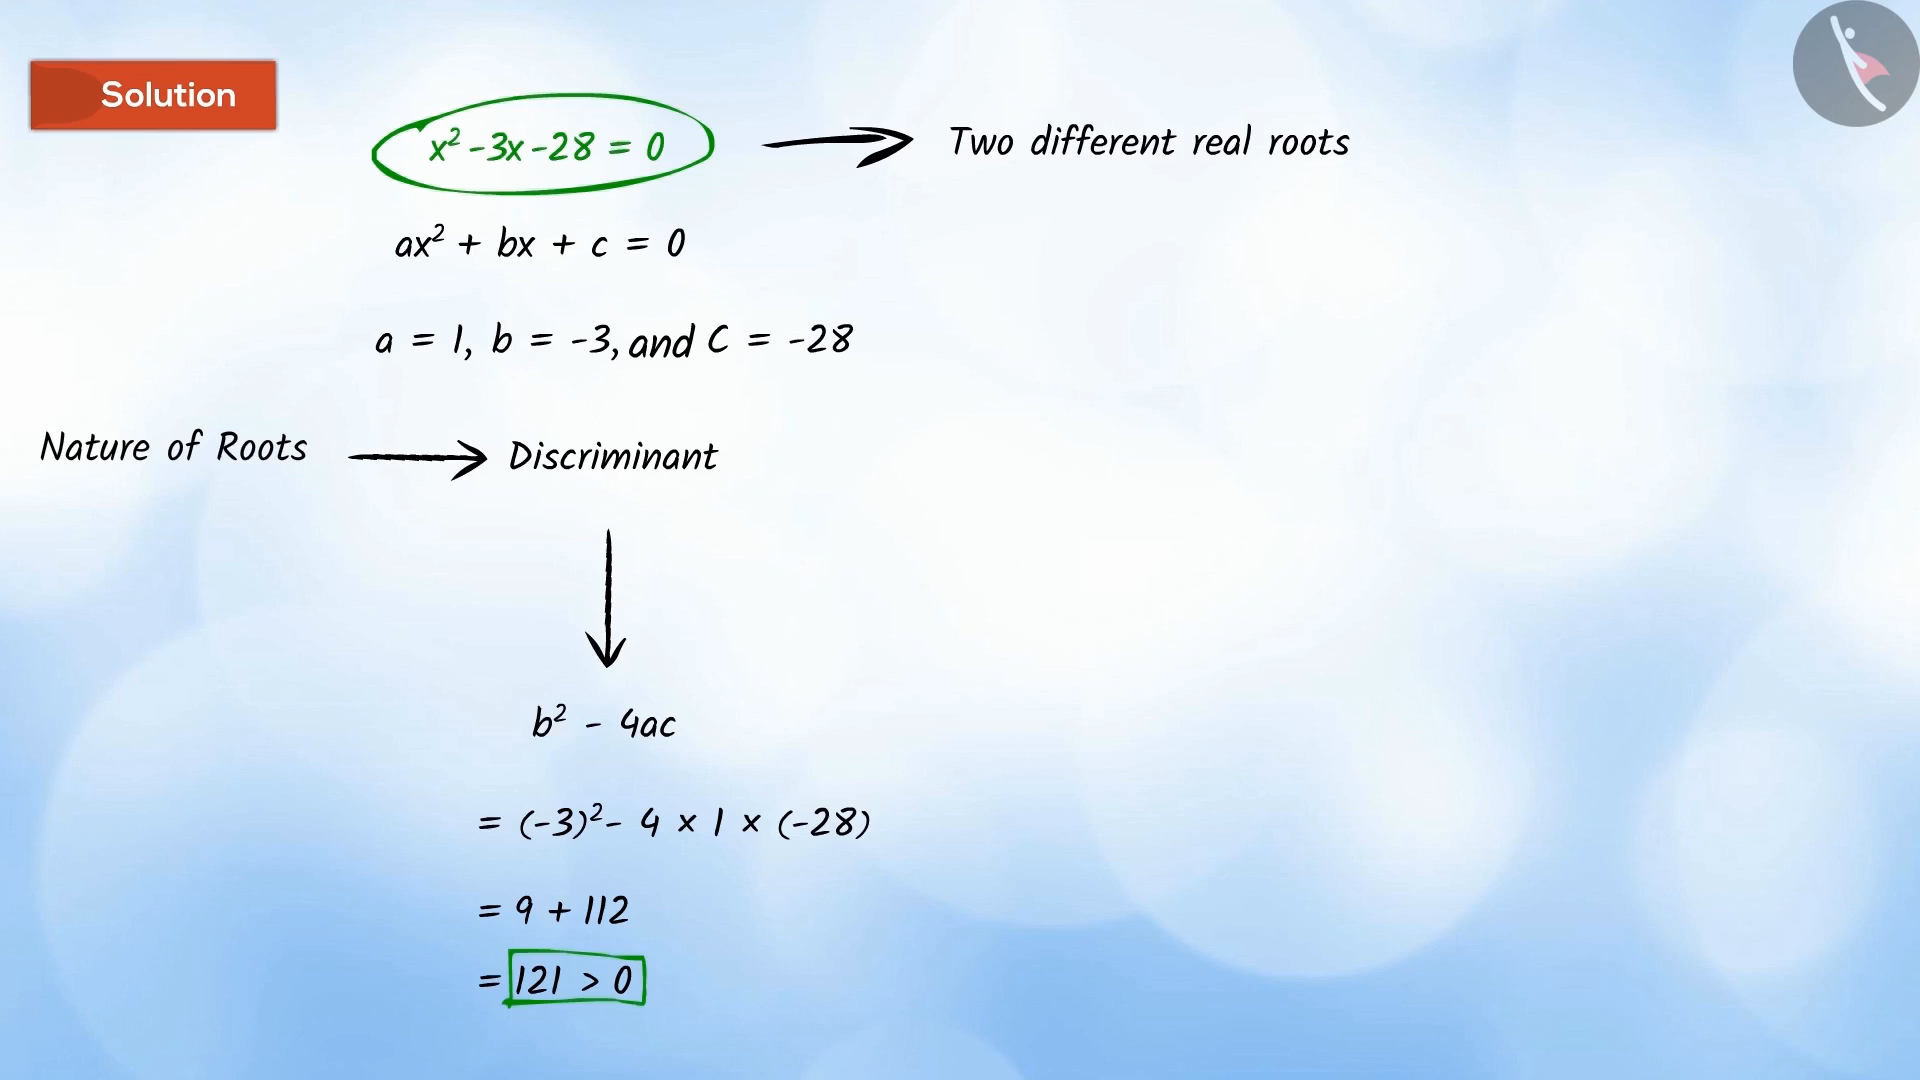 Solution
x² -3x -28 = 0 → Two different real roots
ax² + bx + c = 0
a = 1, b = -3, and C = -28
Nature of Roots → Discriminant
↓
b² - 4ac
= (-3)² - 4 × 1 × (-28)
= 9 + 112
= 121 > 0